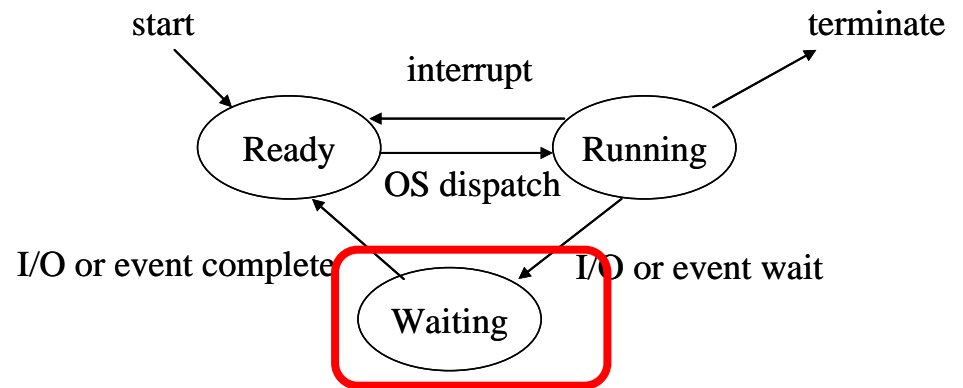 start
terminate
interrupt
Ready
Running
OS dispatch
I/O or event complete
I/O or event wait
Waiting